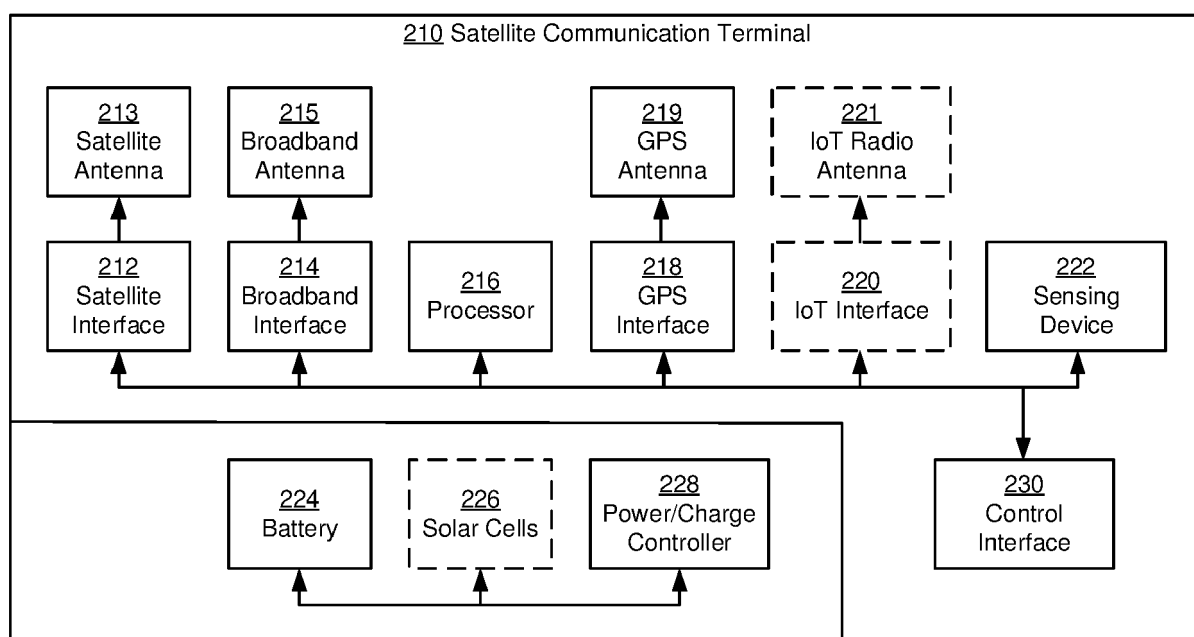 210 Satellite Communication Terminal
213
Satellite
Antenna
215
Broadband
Antenna
219
GPS
Antenna
221
IoT Radio
Antenna
212
Satellite
Interface
214
Broadband
Interface
216
Processor
218
GPS
Interface
220
IoT Interface
222
Sensing
Device
224
Battery
226
Solar Cells
228
Power/Charge
Controller
230
Control
Interface